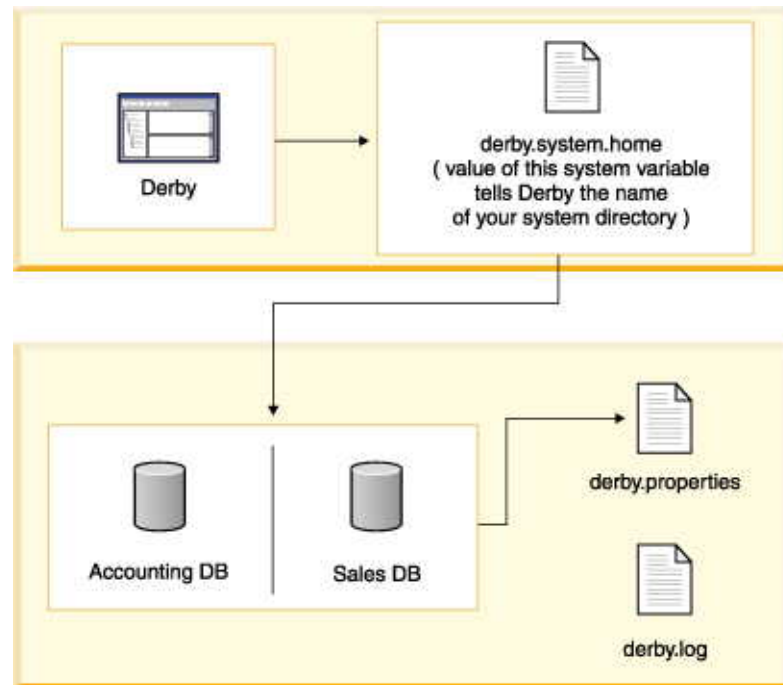 Derby
derby.system.home
( value of this system variable
tells Derby the name
of your system directory )
Accounting DB
Sales DB
derby.properties
derby.log